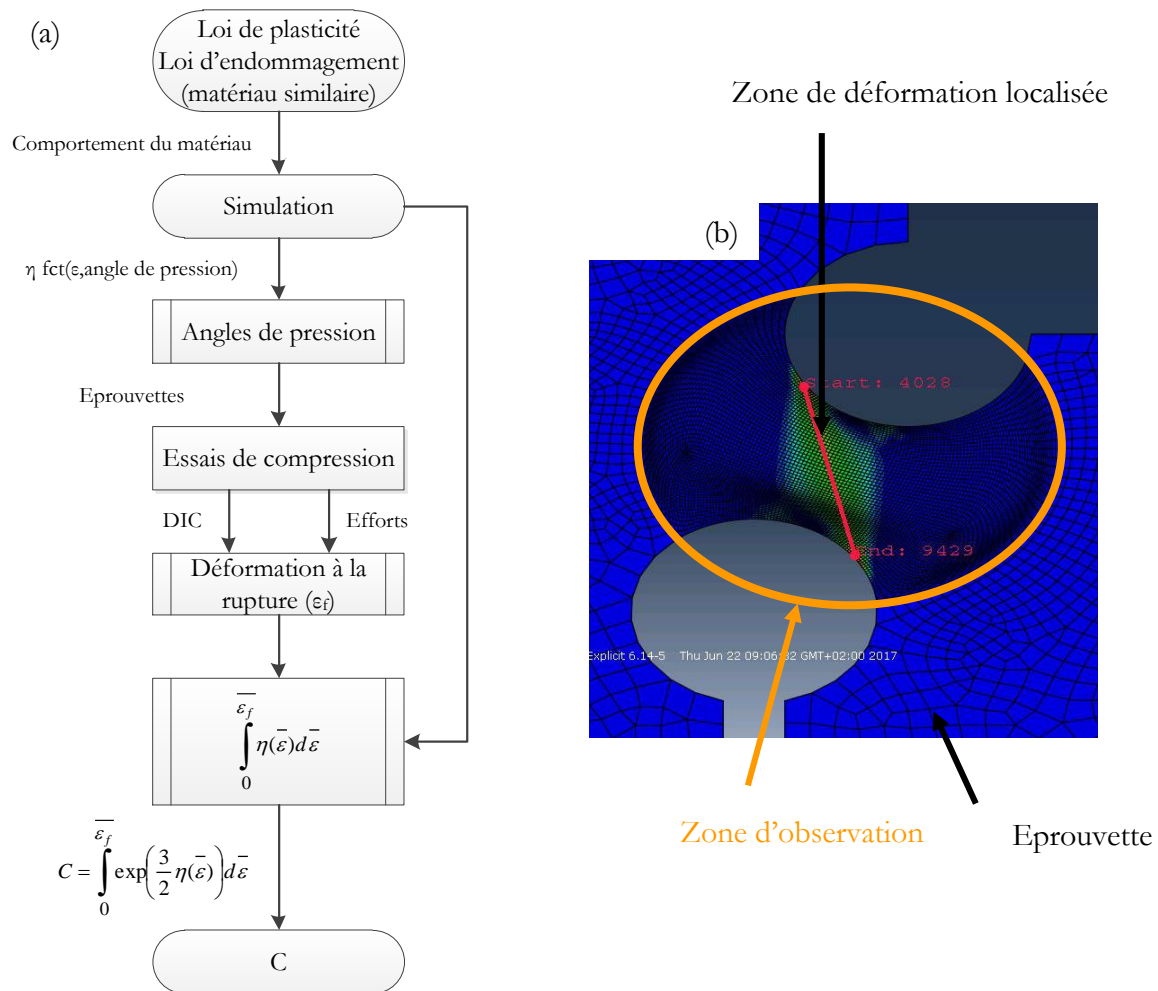 (a)
Loi de plasticité
Loi d'endommagement
(matériau similaire)
Comportement du matériau
Simulation
η fct(ε,angle de pression)
Angles de pression
Eprouvettes
Essais de compression
DIC
Efforts
Déformation à la
rupture (εf)
∫₀^ε̄f η(ε̄)dε̄
C = ∫₀^ε̄f exp(3/2 η(ε̄))dε̄
C
Zone de déformation localisée
(b)
start: 4028
End: 9429
Explicit 6.14-5 Thu Jun 22 09:06:32 GMT+02:00 2017
Zone d'observation
Eprouvette